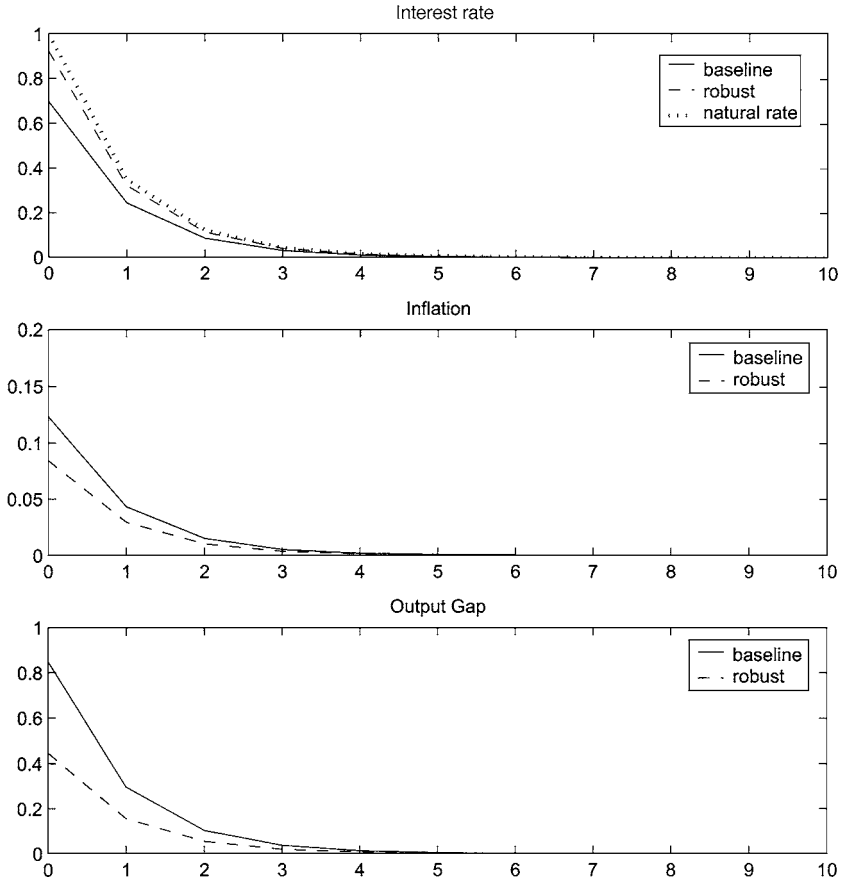 Interest rate
1
0.8
0.6
0.4
0.2
0
baseline
robust
natural rate
0 1 2 3 4 5 6 7 8 9 10
Inflation
0.2
0.15
0.1
0.05
0
baseline
robust
0 1 2 3 4 5 6 7 8 9 10
Output Gap
1
0.8
0.6
0.4
0.2
0
baseline
robust
0 1 2 3 4 5 6 7 8 9 10